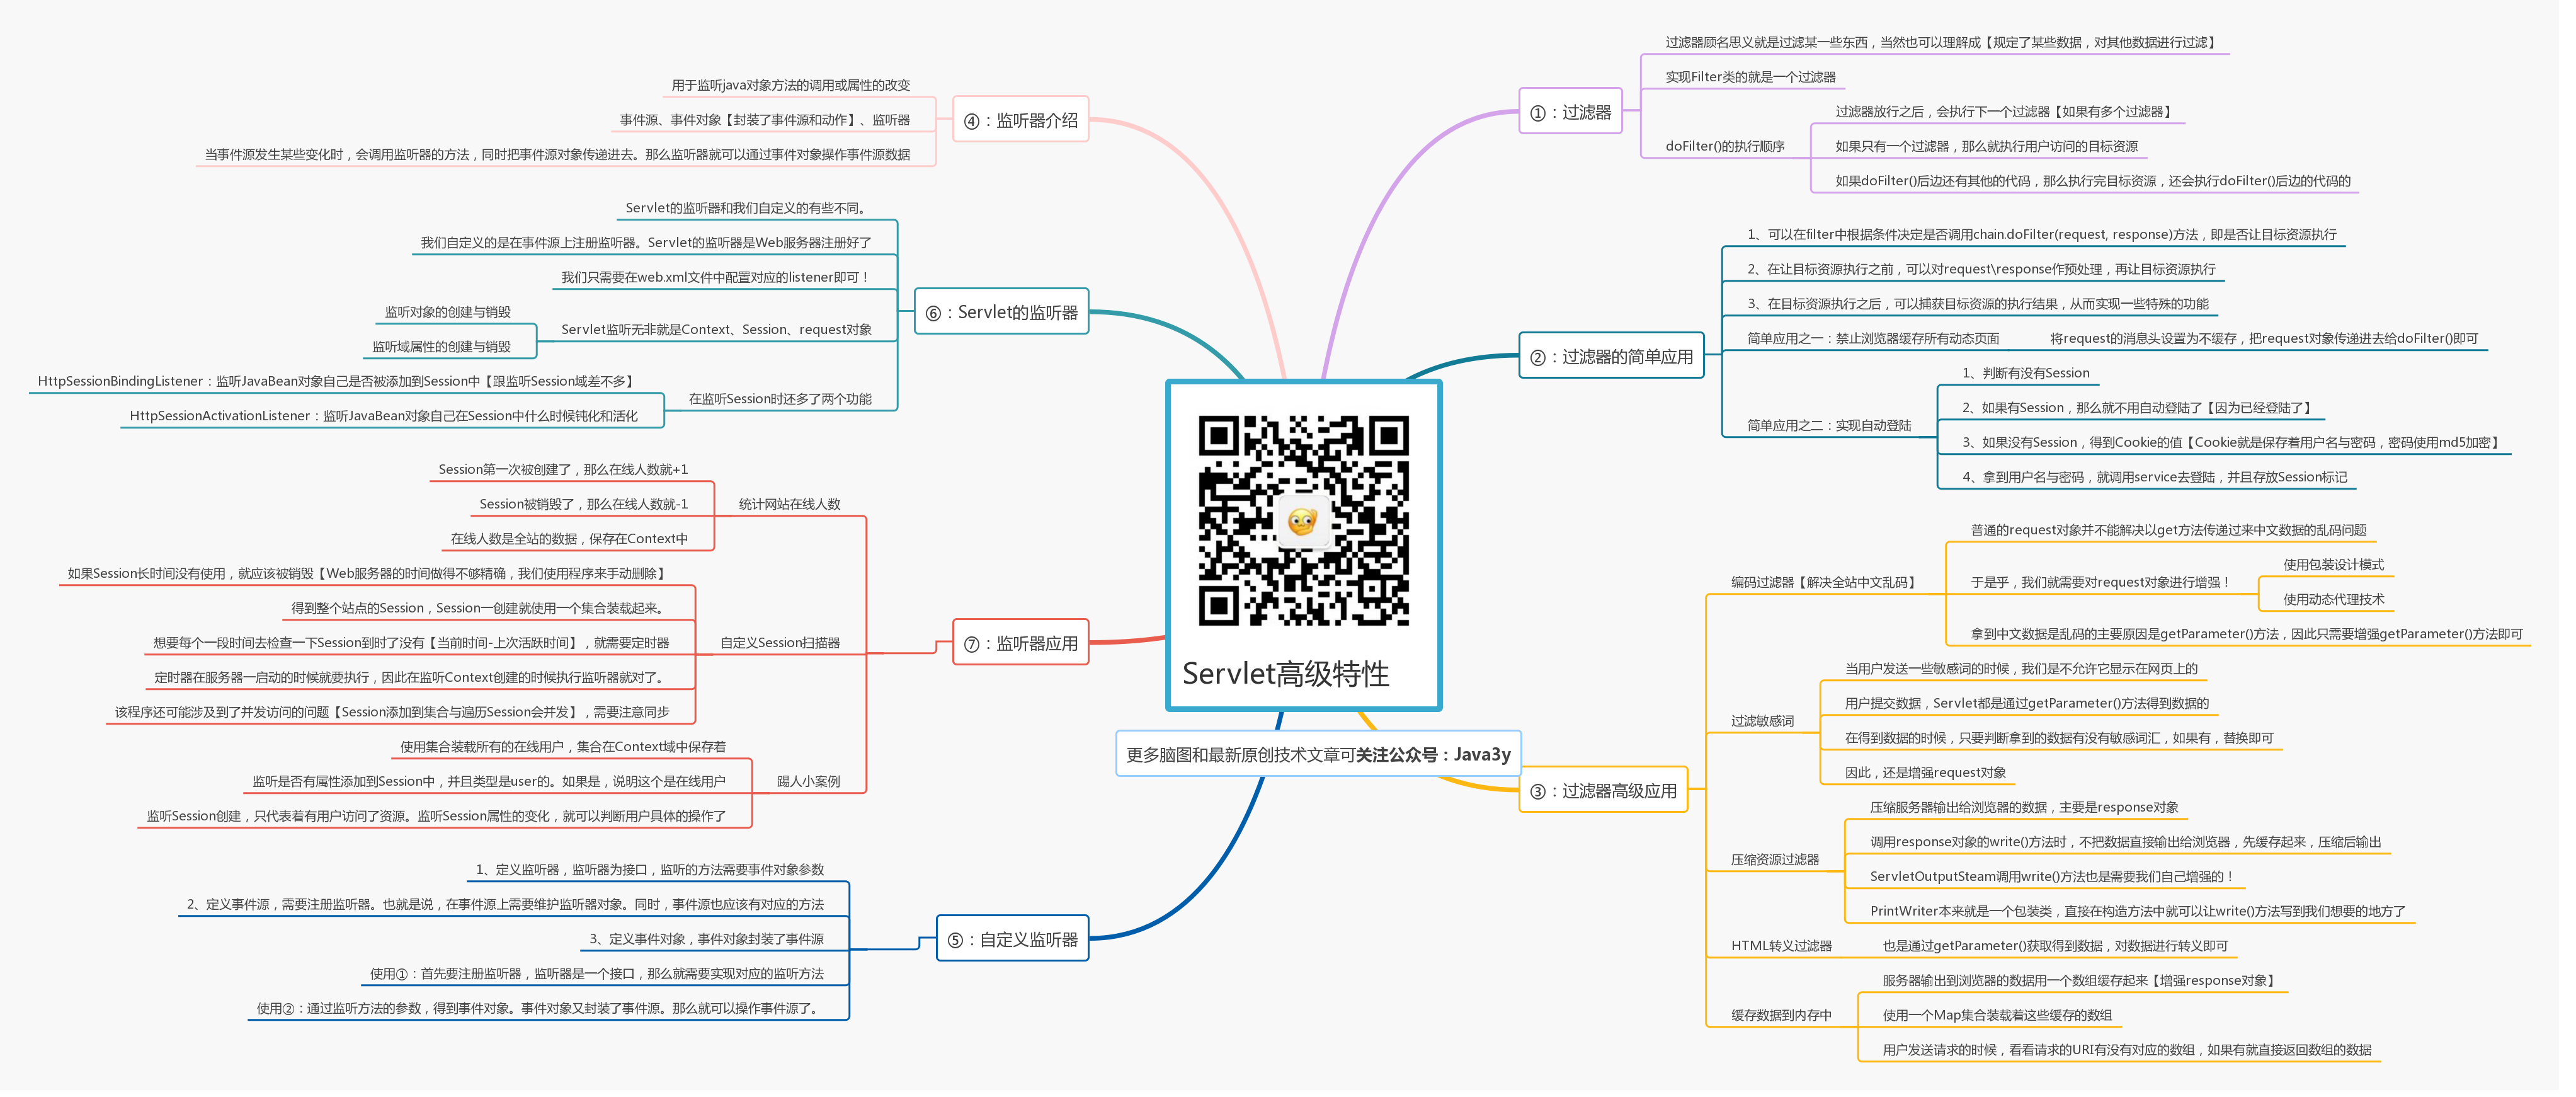 Servlet高级特性
更多脑图和最新原创技术文章可关注公众号：Java3y
①：过滤器
过滤器顾名思义就是过滤某一些东西，当然也可以理解成【规定了某些数据，对其他数据进行过滤】
实现Filter类的就是一个过滤器
doFilter()的执行顺序
过滤器放行之后，会执行下一个过滤器【如果有多个过滤器】
如果只有一个过滤器，那么就执行用户访问的目标资源
如果doFilter()后边还有其他的代码，那么执行完目标资源，还会执行doFilter()后边的代码的
②：过滤器的简单应用
1、可以在filter中根据条件决定是否调用chain.doFilter(request, response)方法，即是否让目标资源执行
2、在让目标资源执行之前，可以对request\response作预处理，再让目标资源执行
3、在目标资源执行之后，可以捕获目标资源的执行结果，从而实现一些特殊的功能
简单应用之一：禁止浏览器缓存所有动态页面
将request的消息头设置为不缓存，把request对象传递进去给doFilter()即可
简单应用之二：实现自动登陆
1、判断有没有Session
2、如果有Session，那么就不用自动登陆了【因为已经登陆了】
3、如果没有Session，得到Cookie的值【Cookie就是保存着用户名与密码，密码使用md5加密】
4、拿到用户名与密码，就调用service去登陆，并且存放Session标记
③：过滤器高级应用
编码过滤器【解决全站中文乱码】
普通的request对象并不能解决以get方法传递过来中文数据的乱码问题
于是乎，我们就需要对request对象进行增强！
使用包装设计模式
使用动态代理技术
拿到中文数据是乱码的主要原因是getParameter()方法，因此只需要增强getParameter()方法即可
过滤敏感词
当用户发送一些敏感词的时候，我们是不允许它显示在网页上的
用户提交数据，Servlet都是通过getParameter()方法得到数据的
在得到数据的时候，只要判断拿到的数据有没有敏感词汇，如果有，替换即可
因此，还是增强request对象
压缩资源过滤器
压缩服务器输出给浏览器的数据，主要是response对象
调用response对象的write()方法时，不把数据直接输出给浏览器，先缓存起来，压缩后输出
ServletOutputSteam调用write()方法也是需要我们自己增强的！
PrintWriter本来就是一个包装类，直接在构造方法中就可以让write()方法写到我们想要的地方了
HTML转义过滤器
也是通过getParameter()获取得到数据，对数据进行转义即可
缓存数据到内存中
服务器输出到浏览器的数据用一个数组缓存起来【增强response对象】
使用一个Map集合装载着这些缓存的数组
用户发送请求的时候，看看请求的URI有没有对应的数组，如果有就直接返回数组的数据
④：监听器介绍
用于监听java对象方法的调用或属性的改变
事件源、事件对象【封装了事件源和动作】、监听器
当事件源发生某些变化时，会调用监听器的方法，同时把事件源对象传递进去。那么监听器就可以通过事件对象操作事件源数据
⑥：Servlet的监听器
Servlet的监听器和我们自定义的有些不同。
我们自定义的是在事件源上注册监听器。Servlet的监听器是Web服务器注册好了
我们只需要在web.xml文件中配置对应的listener即可！
Servlet监听无非就是Context、Session、request对象
监听对象的创建与销毁
监听域属性的创建与销毁
在监听Session时还多了两个功能
HttpSessionBindingListener：监听JavaBean对象自己是否被添加到Session中【跟监听Session域差不多】
HttpSessionActivationListener：监听JavaBean对象自己在Session中什么时候钝化和活化
⑦：监听器应用
统计网站在线人数
Session第一次被创建了，那么在线人数就+1
Session被销毁了，那么在线人数就-1
在线人数是全站的数据，保存在Context中
自定义Session扫描器
如果Session长时间没有使用，就应该被销毁【Web服务器的时间做得不够精确，我们使用程序来手动删除】
得到整个站点的Session，Session一创建就使用一个集合装载起来。
想要每个一段时间去检查一下Session到时了没有【当前时间-上次活跃时间】，就需要定时器
定时器在服务器一启动的时候就要执行，因此在监听Context创建的时候执行监听器就对了。
该程序还可能涉及到了并发访问的问题【Session添加到集合与遍历Session会并发】，需要注意同步
踢人小案例
使用集合装载所有的在线用户，集合在Context域中保存着
监听是否有属性添加到Session中，并且类型是user的。如果是，说明这个是在线用户
监听Session创建，只代表着有用户访问了资源。监听Session属性的变化，就可以判断用户具体的操作了
⑤：自定义监听器
1、定义监听器，监听器为接口，监听的方法需要事件对象参数
2、定义事件源，需要注册监听器。也就是说，在事件源上需要维护监听器对象。同时，事件源也应该有对应的方法
3、定义事件对象，事件对象封装了事件源
使用①：首先要注册监听器，监听器是一个接口，那么就需要实现对应的监听方法
使用②：通过监听方法的参数，得到事件对象。事件对象又封装了事件源。那么就可以操作事件源了。